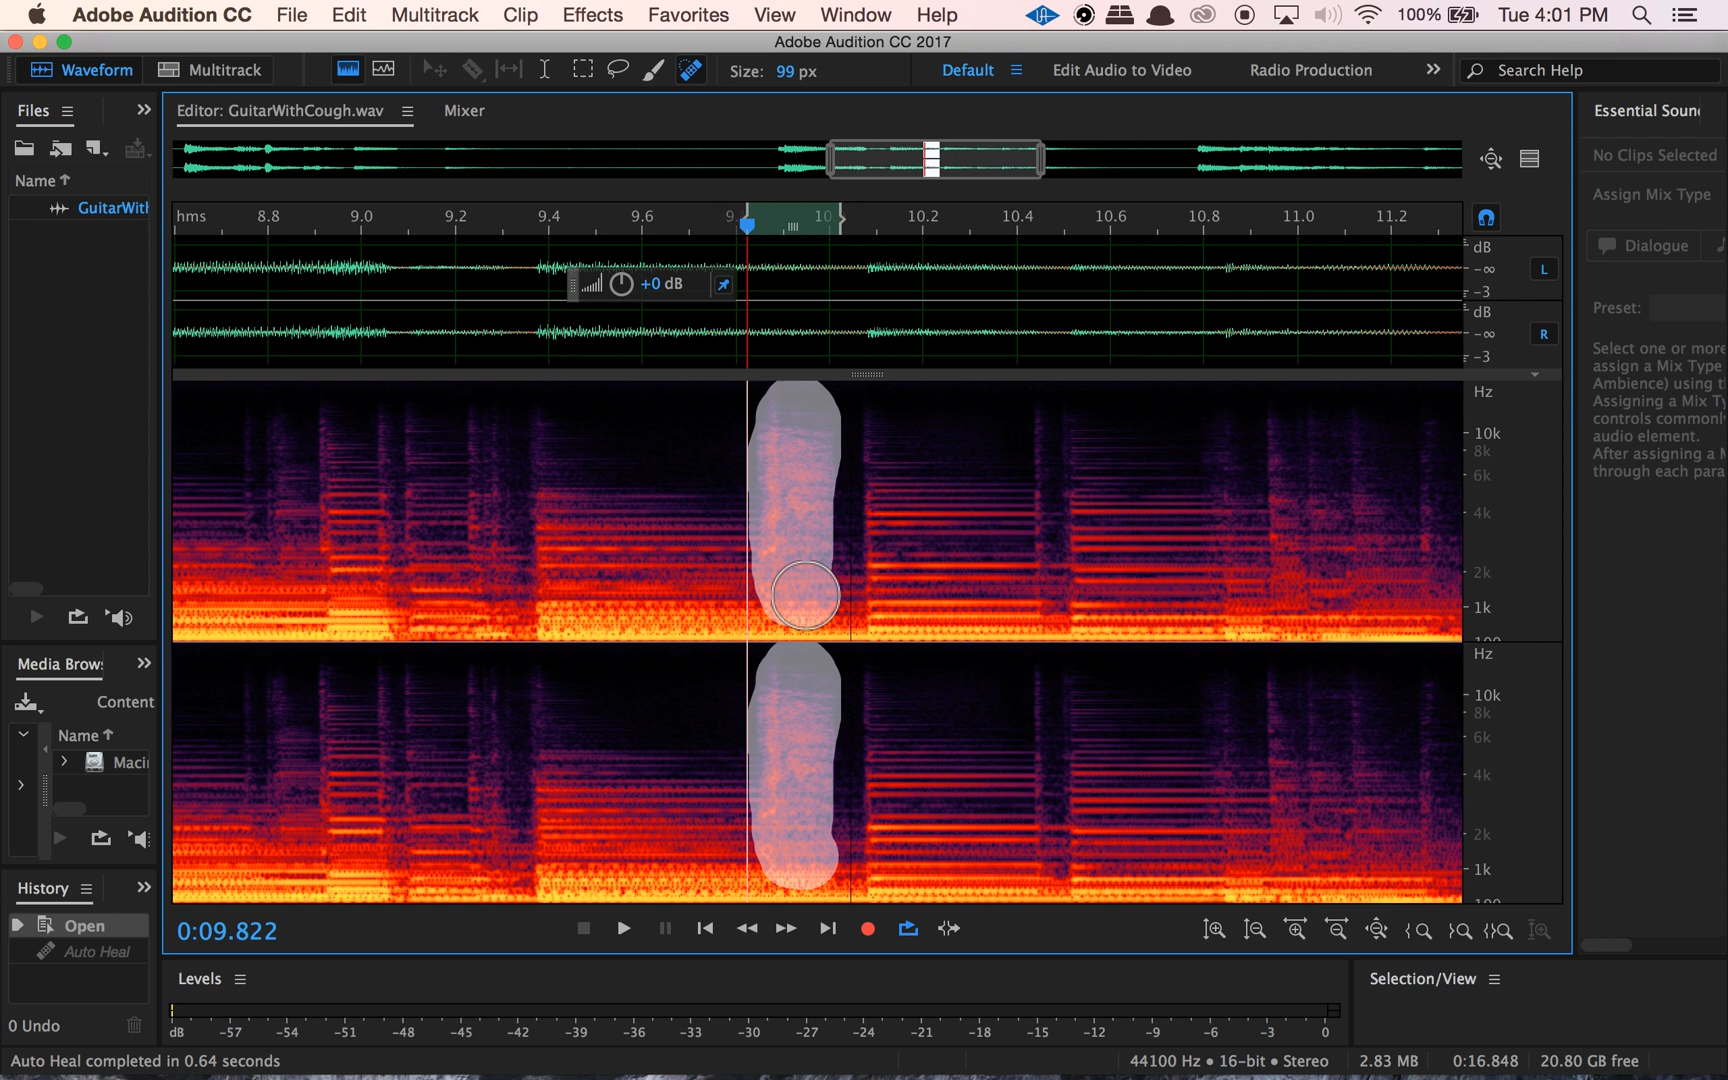 Adobe Audition CC File Edit Multitrack Clip Effects Favorites View Window Help 100% Tue 4:01 PM
Adobe Audition CC 2017
Waveform Multitrack Size: 99 px Default Edit Audio to Video Radio Production Search Help
Files
Editor: GuitarWithCough.wav Mixer
Essential Soun
Name
GuitarWitl
No Clips Selected
Assign Mix Type
hms 8.8 9.0 9.2 9.4 9.6 9. 10 10.2 10.4 10.6 10.8 11.0 11.2
Dialogue
dB
-∞
-3
L
+0 dB
dB
-∞
-3
R
Preset:
Select one or more
assign a Mix Type
Ambience) using t
Assigning a Mix Ty
controls commonl
audio element.
After assigning a M
through each para
Hz
10k
8k
6k
4k
2k
1k
Hz
10k
8k
6k
4k
2k
1k
Media Brow
Content
Name
Maci
History
Open
Auto Heal
0 Undo
0:09.822
Levels
Selection/View
dB -57 -54 -51 -48 -45 -42 -39 -36 -33 -30 -27 -24 -21 -18 -15 -12 -9 -6 -3 0
Auto Heal completed in 0.64 seconds
44100 Hz • 16-bit • Stereo 2.83 MB 0:16.848 20.80 GB free